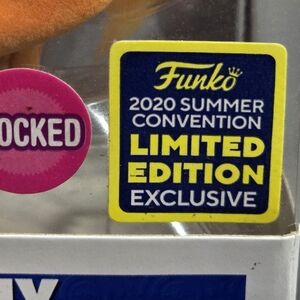 Funko
2020 SUMMER
CONVENTION
LIMITED
EDITION
EXCLUSIVE
OCKED